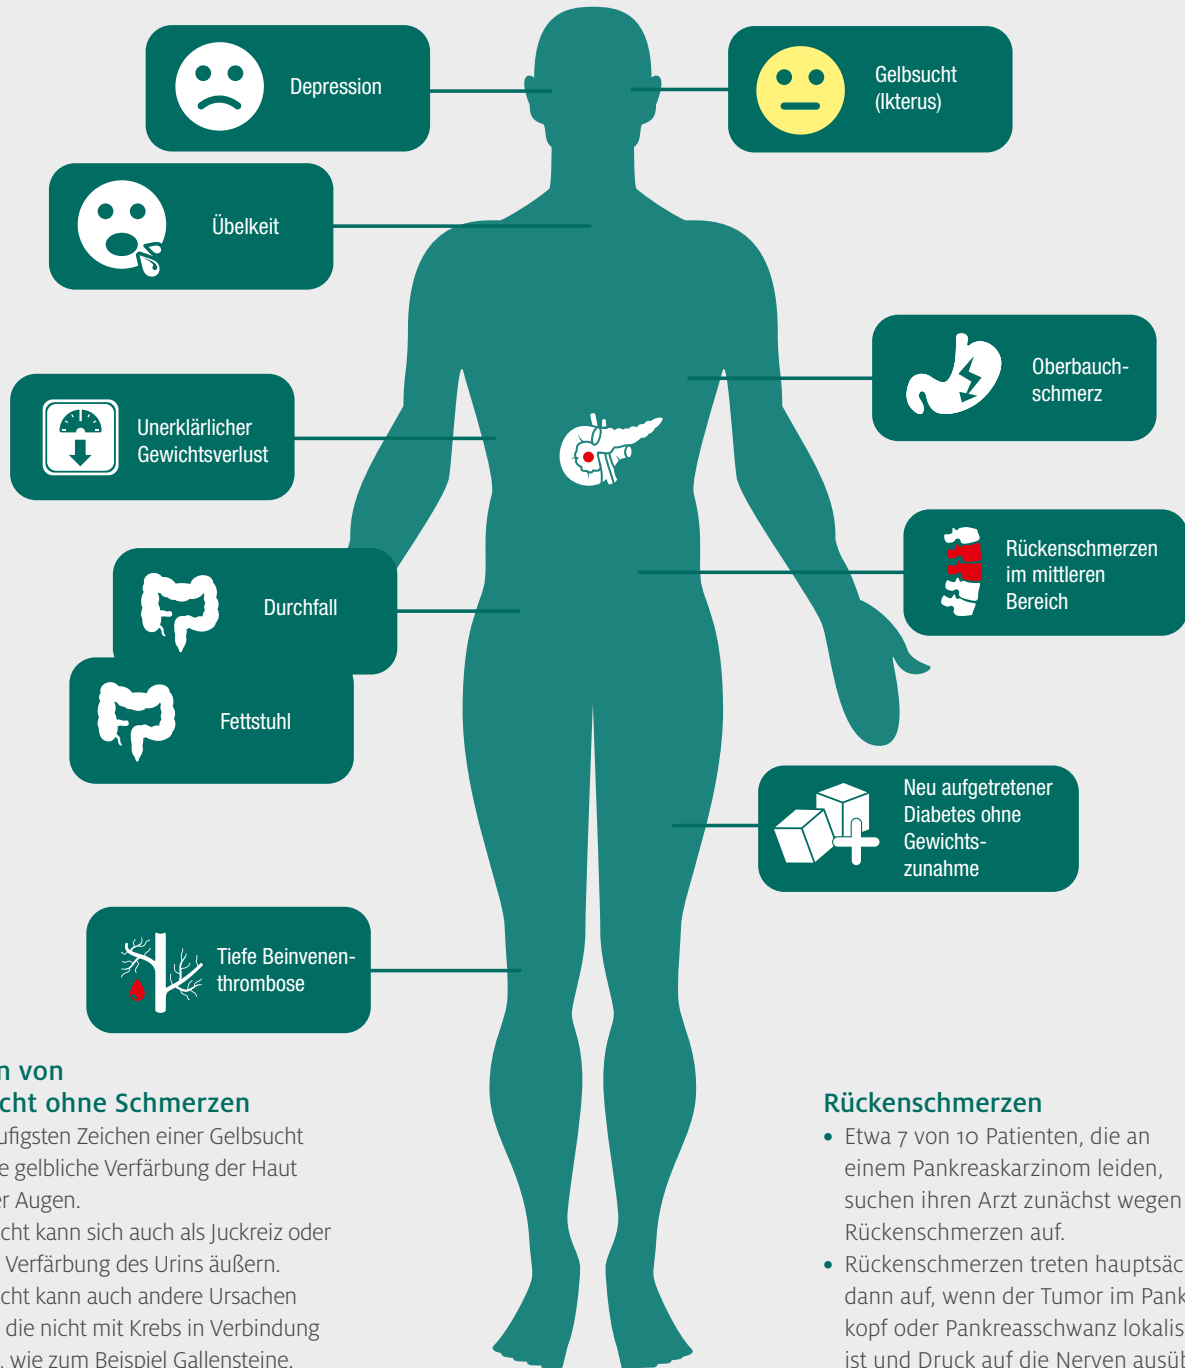 Depression
Gelbsucht
(Ikterus)
Übelkeit
Oberbauch-
schmerz
Unerklärlicher
Gewichtsverlust
Rückenschmerzen
im mittleren
Bereich
Durchfall
Fettstuhl
Neu aufgetretener
Diabetes ohne
Gewichts-
zunahme
Tiefe Beinvenen-
thrombose
n von
cht ohne Schmerzen
ufigsten Zeichen einer Gelbsucht
e gelbliche Verfärbung der Haut
er Augen.
cht kann sich auch als Juckreiz oder
Verfärbung des Urins äußern.
cht kann auch andere Ursachen
die nicht mit Krebs in Verbindung
, wie zum Beispiel Gallensteine.
Rückenschmerzen
• Etwa 7 von 10 Patienten, die an
einem Pankreaskarzinom leiden,
suchen ihren Arzt zunächst wegen
Rückenschmerzen auf.
• Rückenschmerzen treten hauptsäc
dann auf, wenn der Tumor im Pank
kopf oder Pankreasschwanz lokalis
ist und Druck auf die Nerven ausüb